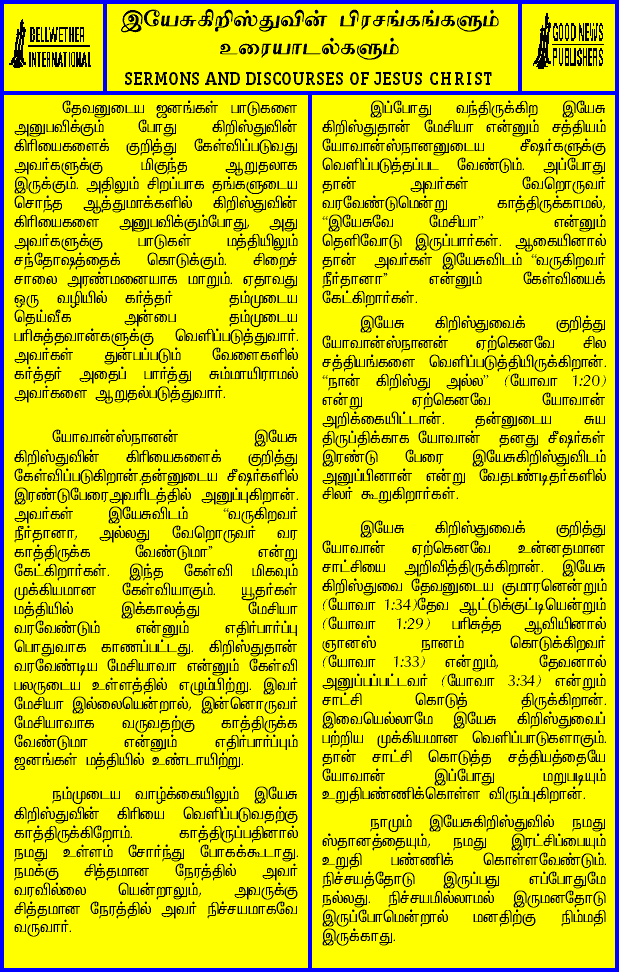 BELLWETHER
INTERNATIONAL
இயேசுகிறிஸ்துவின் பிரசங்கங்களும்
உரையாடல்களும்
SERMONS AND DISCOURSES OF JESUS CHRIST
GOOD NEWS
PUBLISHERS
தேவனுடைய ஜனங்கள் பாடுகளை
அனுபவிக்கும் போது கிறிஸ்துவின்
கிரியைகளைக் குறித்து கேள்விப்படுவது
அவர்களுக்கு மிகுந்த ஆறுதலாக
இருக்கும். அதிலும் சிறப்பாக தங்களுடைய
சொந்த ஆத்துமாக்களில் கிறிஸ்துவின்
கிரியைகளை அனுபவிக்கும்போது, அது
அவர்களுக்கு பாடுகள் மத்தியிலும்
சந்தோஷத்தைக் கொடுக்கும். சிறைச்
சாலை அரண்மனையாக மாறும். ஏதாவது
ஒரு வழியில் கர்த்தர் தம்முடைய
தெய்வீக அன்பை தம்முடைய
பரிசுத்தவான்களுக்கு வெளிப்படுத்துவார்.
அவர்கள் துன்பப்படும் வேளைகளில்
கர்த்தர் அதைப் பார்த்து சும்மாயிராமல்
அவர்களை ஆறுதல்படுத்துவார்.
யோவான்ஸ்நானன் இயேசு
கிறிஸ்துவின் கிரியைகளைக் குறித்து
கேள்விப்படுகிறான்.தன்னுடைய சீஷர்களில்
இரண்டுபேரைஅவரிடத்தில் அனுப்புகிறான்.
அவர்கள் இயேசுவிடம் “வருகிறவர்
நீர்தானா, அல்லது வேறொருவர் வர
காத்திருக்க வேண்டுமா” என்று
கேட்கிறார்கள். இந்த கேள்வி மிகவும்
முக்கியமான கேள்வியாகும். யூதர்கள்
மத்தியில் இக்காலத்து மேசியா
வரவேண்டும் என்னும் எதிர்பார்ப்பு
பொதுவாக காணப்பட்டது. கிறிஸ்துதான்
வரவேண்டிய மேசியாவா என்னும் கேள்வி
பலருடைய உள்ளத்தில் எழும்பிற்று. இவர்
மேசியா இல்லையென்றால், இன்னொருவர்
மேசியாவாக வருவதற்கு காத்திருக்க
வேண்டுமா என்னும் எதிர்பார்ப்பும்
ஜனங்கள் மத்தியில் உண்டாயிற்று.
நம்முடைய வாழ்க்கையிலும் இயேசு
கிறிஸ்துவின் கிரியை வெளிப்படுவதற்கு
காத்திருக்கிறோம். காத்திருப்பதினால்
நமது உள்ளம் சோர்ந்து போகக்கூடாது.
நமக்கு சித்தமான நேரத்தில் அவர்
வரவில்லை யென்றாலும், அவருக்கு
சித்தமான நேரத்தில் அவர் நிச்சயமாகவே
வருவார்.
இப்போது வந்திருக்கிற இயேசு
கிறிஸ்துதான் மேசியா என்னும் சத்தியம்
யோவான்ஸ்நானனுடைய சீஷர்களுக்கு
வெளிப்படுத்தப்பட வேண்டும். அப்போது
தான் அவர்கள் வேறொருவர்
வரவேண்டுமென்று காத்திருக்காமல்,
“இயேசுவே மேசியா” என்னும்
தெளிவோடு இருப்பார்கள். ஆகையினால்
தான் அவர்கள் இயேசுவிடம் “வருகிறவர்
நீர்தானா” என்னும் கேள்வியைக்
கேட்கிறார்கள்.
இயேசு கிறிஸ்துவைக் குறித்து
யோவான்ஸ்நானன் ஏற்கெனவே சில
சத்தியங்களை வெளிப்படுத்தியிருக்கிறான்.
“நான் கிறிஸ்து அல்ல” (யோவா 1:20)
என்று ஏற்கெனவே யோவான்
அறிக்கையிட்டான். தன்னுடைய சுய
திருப்திக்காக யோவான் தனது சீஷர்கள்
இரண்டு பேரை இயேசுகிறிஸ்துவிடம்
அனுப்பினான் என்று வேதபண்டிதர்களில்
சிலர் கூறுகிறார்கள்.
இயேசு கிறிஸ்துவைக் குறித்து
யோவான் ஏற்கெனவே உன்னதமான
சாட்சியை அறிவித்திருக்கிறான். இயேசு
கிறிஸ்துவை தேவனுடைய குமாரனென்றும்
(யோவா 1:34)தேவ ஆட்டுக்குட்டியென்றும்
(யோவா 1:29) பரிசுத்த ஆவியினால்
ஞானஸ் நானம் கொடுக்கிறவர்
(யோவா 1:33) என்றும், தேவனால்
அனுப்பப்பட்டவர் (யோவா 3:34) என்றும்
சாட்சி கொடுத் திருக்கிறான்.
இவையெல்லாமே இயேசு கிறிஸ்துவைப்
பற்றிய முக்கியமான வெளிப்பாடுகளாகும்.
தான் சாட்சி கொடுத்த சத்தியத்தையே
யோவான் இப்போது மறுபடியும்
உறுதிபண்ணிக்கொள்ள விரும்புகிறான்.
நாமும் இயேசுகிறிஸ்துவில் நமது
ஸ்தானத்தையும், நமது இரட்சிப்பையும்
உறுதி பண்ணிக் கொள்ளவேண்டும்.
நிச்சயத்தோடு இருப்பது எப்போதுமே
நல்லது. நிச்சயமில்லாமல் இருமனதோடு
இருப்போமென்றால் மனதிற்கு நிம்மதி
இருக்காது.